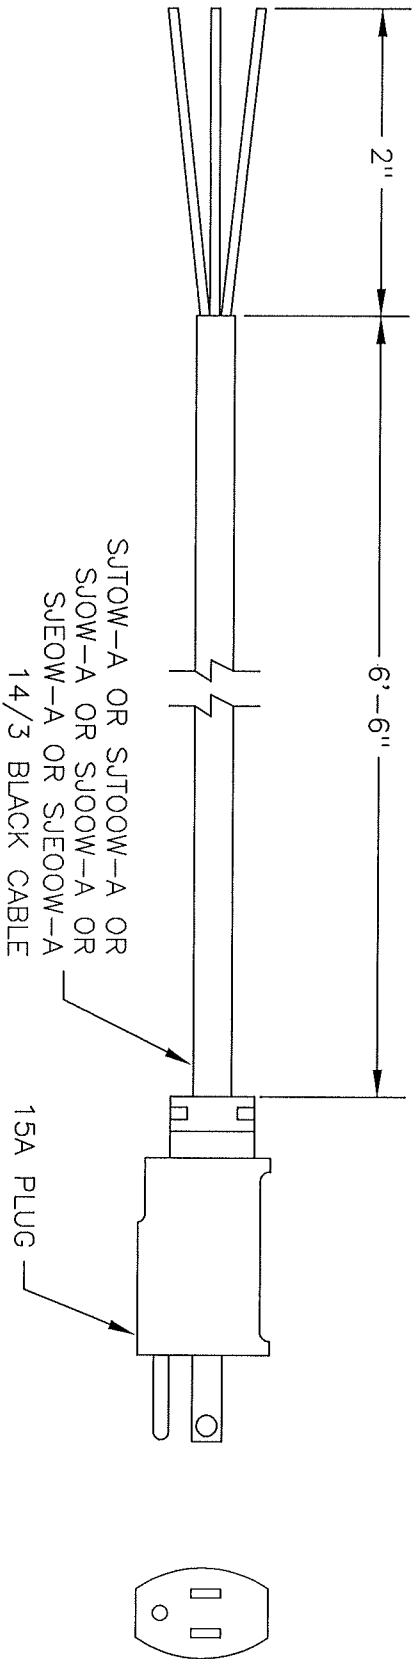 2"
6'-6"
SJTOW-A OR SJTOOW-A OR
SJOW-A OR SJOOW-A OR
SJEOW-A OR SJEOOW-A
14/3 BLACK CABLE
15A PLUG